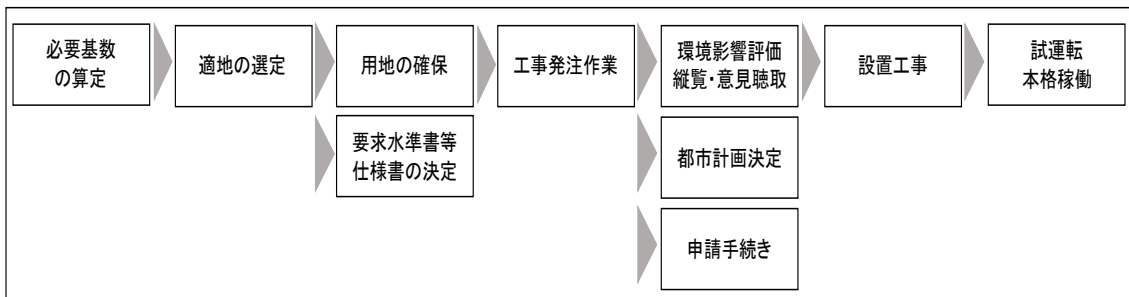 必要基数
の算定
適地の選定
用地の確保
工事発注作業
環境影響評価
縦覧・意見聴取
設置工事
試運転
本格稼働
要求水準書等
仕様書の決定
都市計画決定
申請手続き